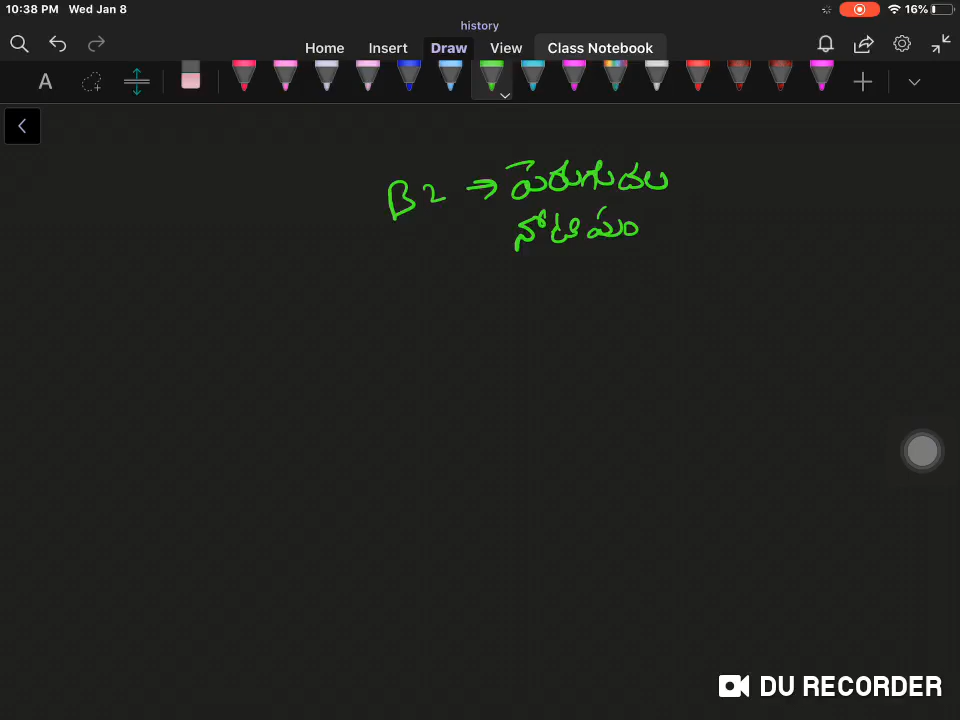 10:38 PM Wed Jan 8
16%
history
Home Insert Draw View Class Notebook
A
B2 → పెరుగుదల
నోటిపూం
DU RECORDER